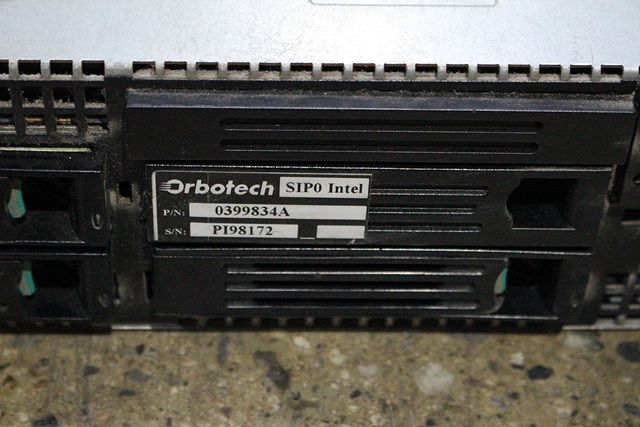 Orbotech SIP0 Intel
P/N: 0399834A
S/N: PI98172 _